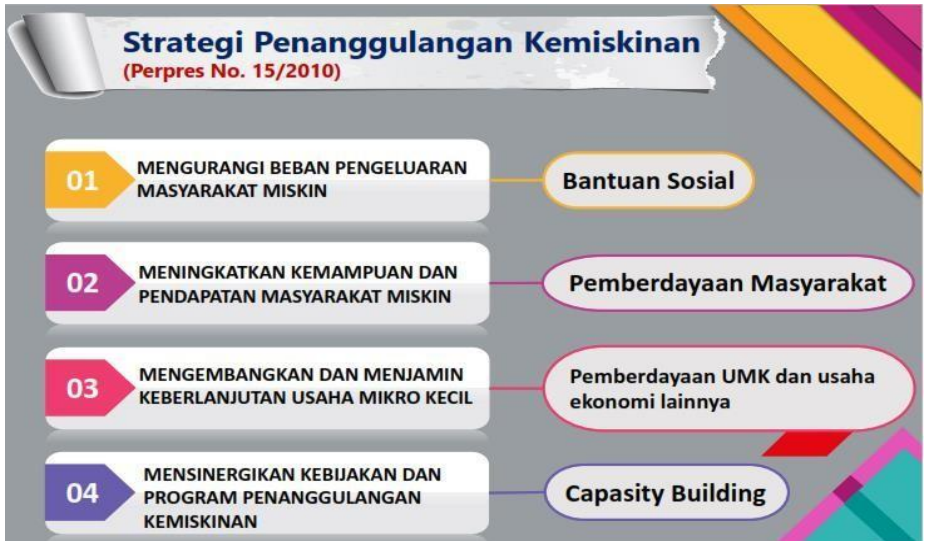 Strategi Penanggulangan Kemiskinan
(Perpres No. 15/2010)
01
MENGURANGI BEBAN PENGELUARAN
MASYARAKAT MISKIN
Bantuan Sosial
02
MENINGKATKAN KEMAMPUAN DAN
PENDAPATAN MASYARAKAT MISKIN
Pemberdayaan Masyarakat
03
MENGEMBANGKAN DAN MENJAMIN
KEBERLANJUTAN USAHA MIKRO KECIL
Pemberdayaan UMK dan usaha
ekonomi lainnya
04
MENSINERGIKAN KEBIJAKAN DAN
PROGRAM PENANGGULANGAN
KEMISKINAN
Capasity Building